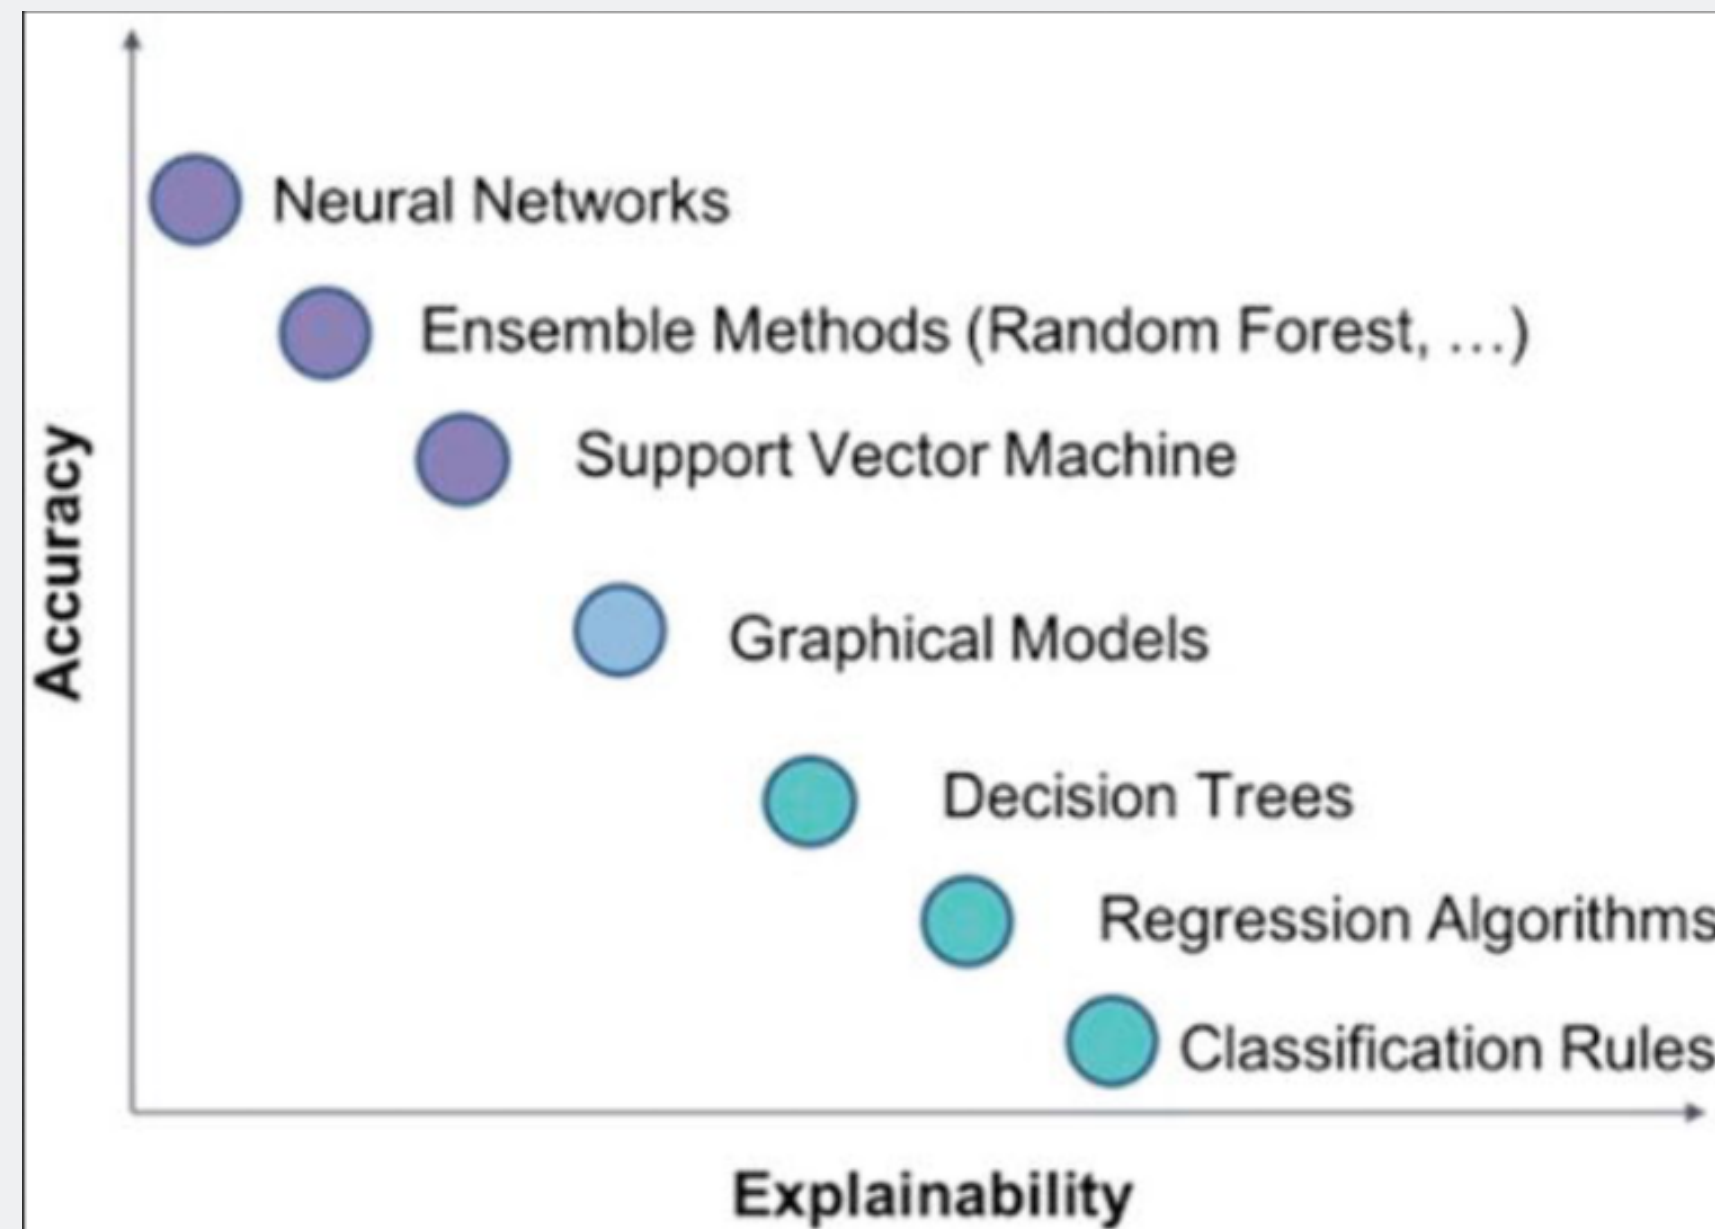 Neural Networks
Ensemble Methods (Random Forest, …)
Support Vector Machine
Accuracy
Graphical Models
Decision Trees
Regression Algorithms
Classification Rules
Explainability